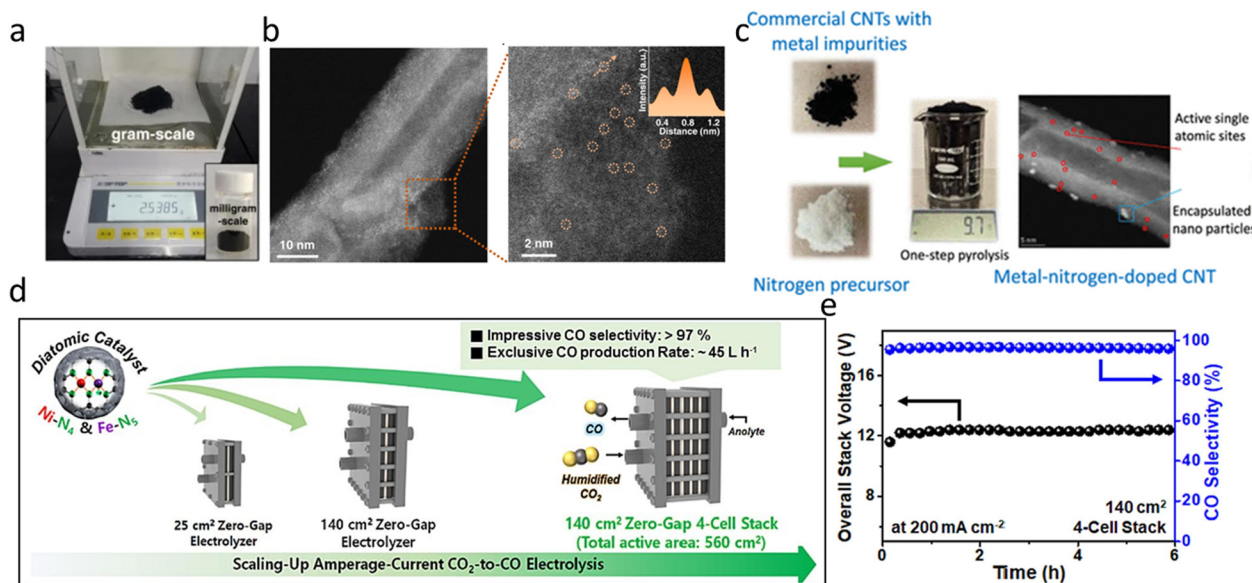 a
gram-scale
2.5385
milligram
-scale
b
10 nm
2 nm
Intensity (a.u.)
0.4 0.8 1.2
Distance (nm)
c
Commercial CNTs with
metal impurities
Nitrogen precursor
9.7
One-step pyrolysis
5 nm
Active single
atomic sites
Encapsulated
nano particles
Metal-nitrogen-doped CNT
d
Diatomic Catalyst
Ni-N4 & Fe-N5
■ Impressive CO selectivity: > 97 %
■ Exclusive CO production Rate: ~ 45 L h⁻¹
CO
Humidified
CO₂
Anolyte
25 cm² Zero-Gap
Electrolyzer
140 cm² Zero-Gap
Electrolyzer
140 cm² Zero-Gap 4-Cell Stack
(Total active area: 560 cm²)
Scaling-Up Amperage-Current CO₂-to-CO Electrolysis
e
Overall Stack Voltage (V)
16
12
8
at 200 mA cm⁻²
140 cm²
4-Cell Stack
0 2 4 6
Time (h)
100
80
60
40
20
0
CO Selectivity (%)